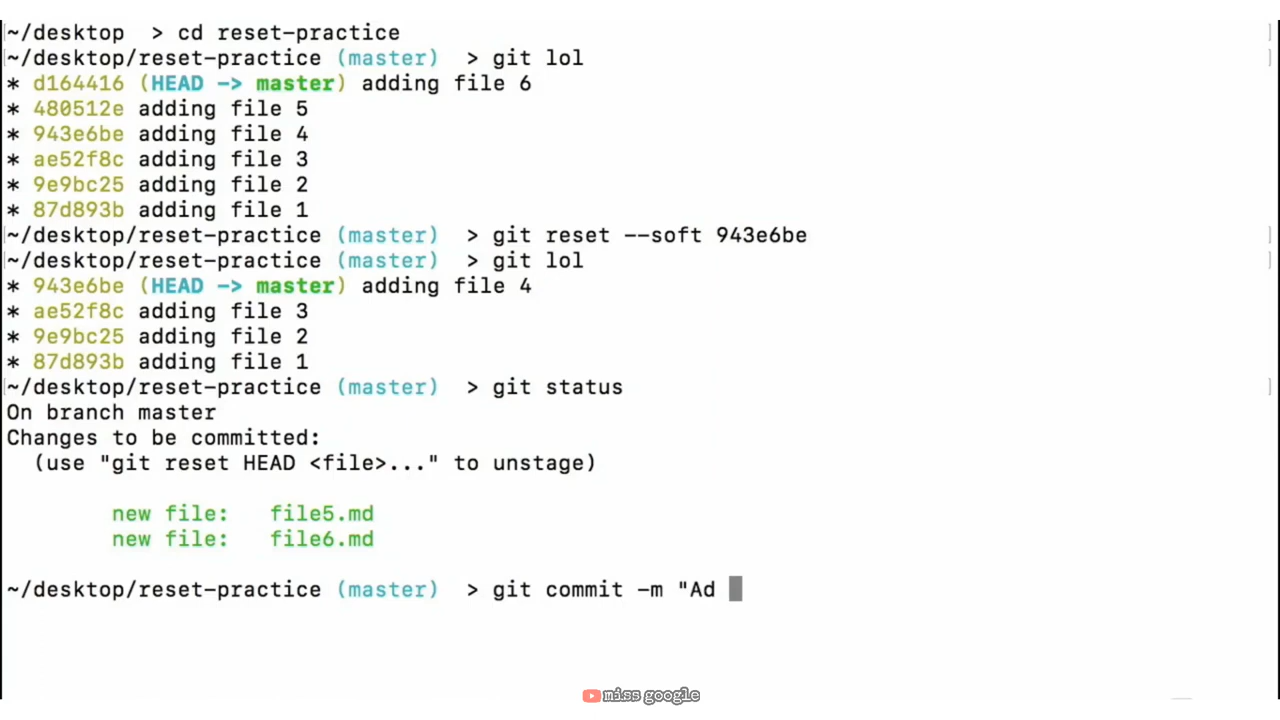 ~/desktop > cd reset-practice
~/desktop/reset-practice (master) > git lol
* d164416 (HEAD -> master) adding file 6
* 480512e adding file 5
* 943e6be adding file 4
* ae52f8c adding file 3
* 9e9bc25 adding file 2
* 87d893b adding file 1
~/desktop/reset-practice (master) > git reset --soft 943e6be
~/desktop/reset-practice (master) > git lol
* 943e6be (HEAD -> master) adding file 4
* ae52f8c adding file 3
* 9e9bc25 adding file 2
* 87d893b adding file 1
~/desktop/reset-practice (master) > git status
On branch master
Changes to be committed:
(use "git reset HEAD <file>..." to unstage)
new file: file5.md
new file: file6.md
~/desktop/reset-practice (master) > git commit -m "Ad
miss google